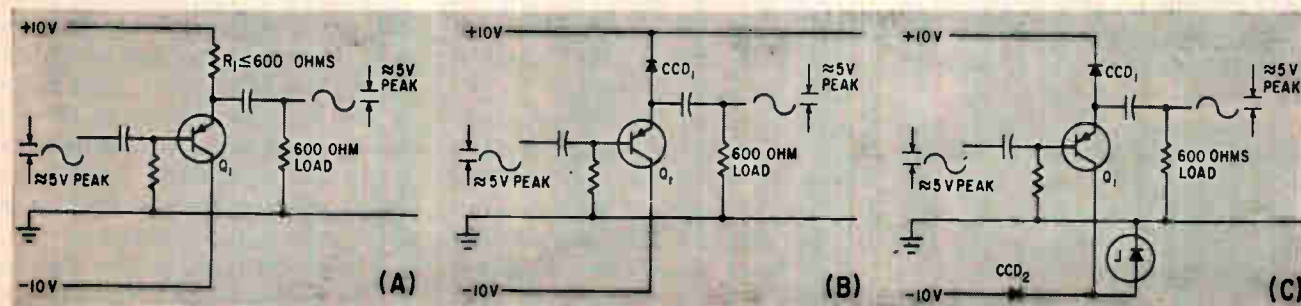 +10V
R₁≤600 OHMS
≈5V
PEAK
600 OHM
LOAD
Q₁
≈5V PEAK
-10V
(A)
+10V
CCD₁
≈5V
PEAK
600 OHM
LOAD
Q₁
≈5V PEAK
(B)
+10V
CCD₁
≈5V
PEAK
600 OHMS
LOAD
Q₁
≈5V PEAK
J
CCD₂
-10V
-10V
(C)